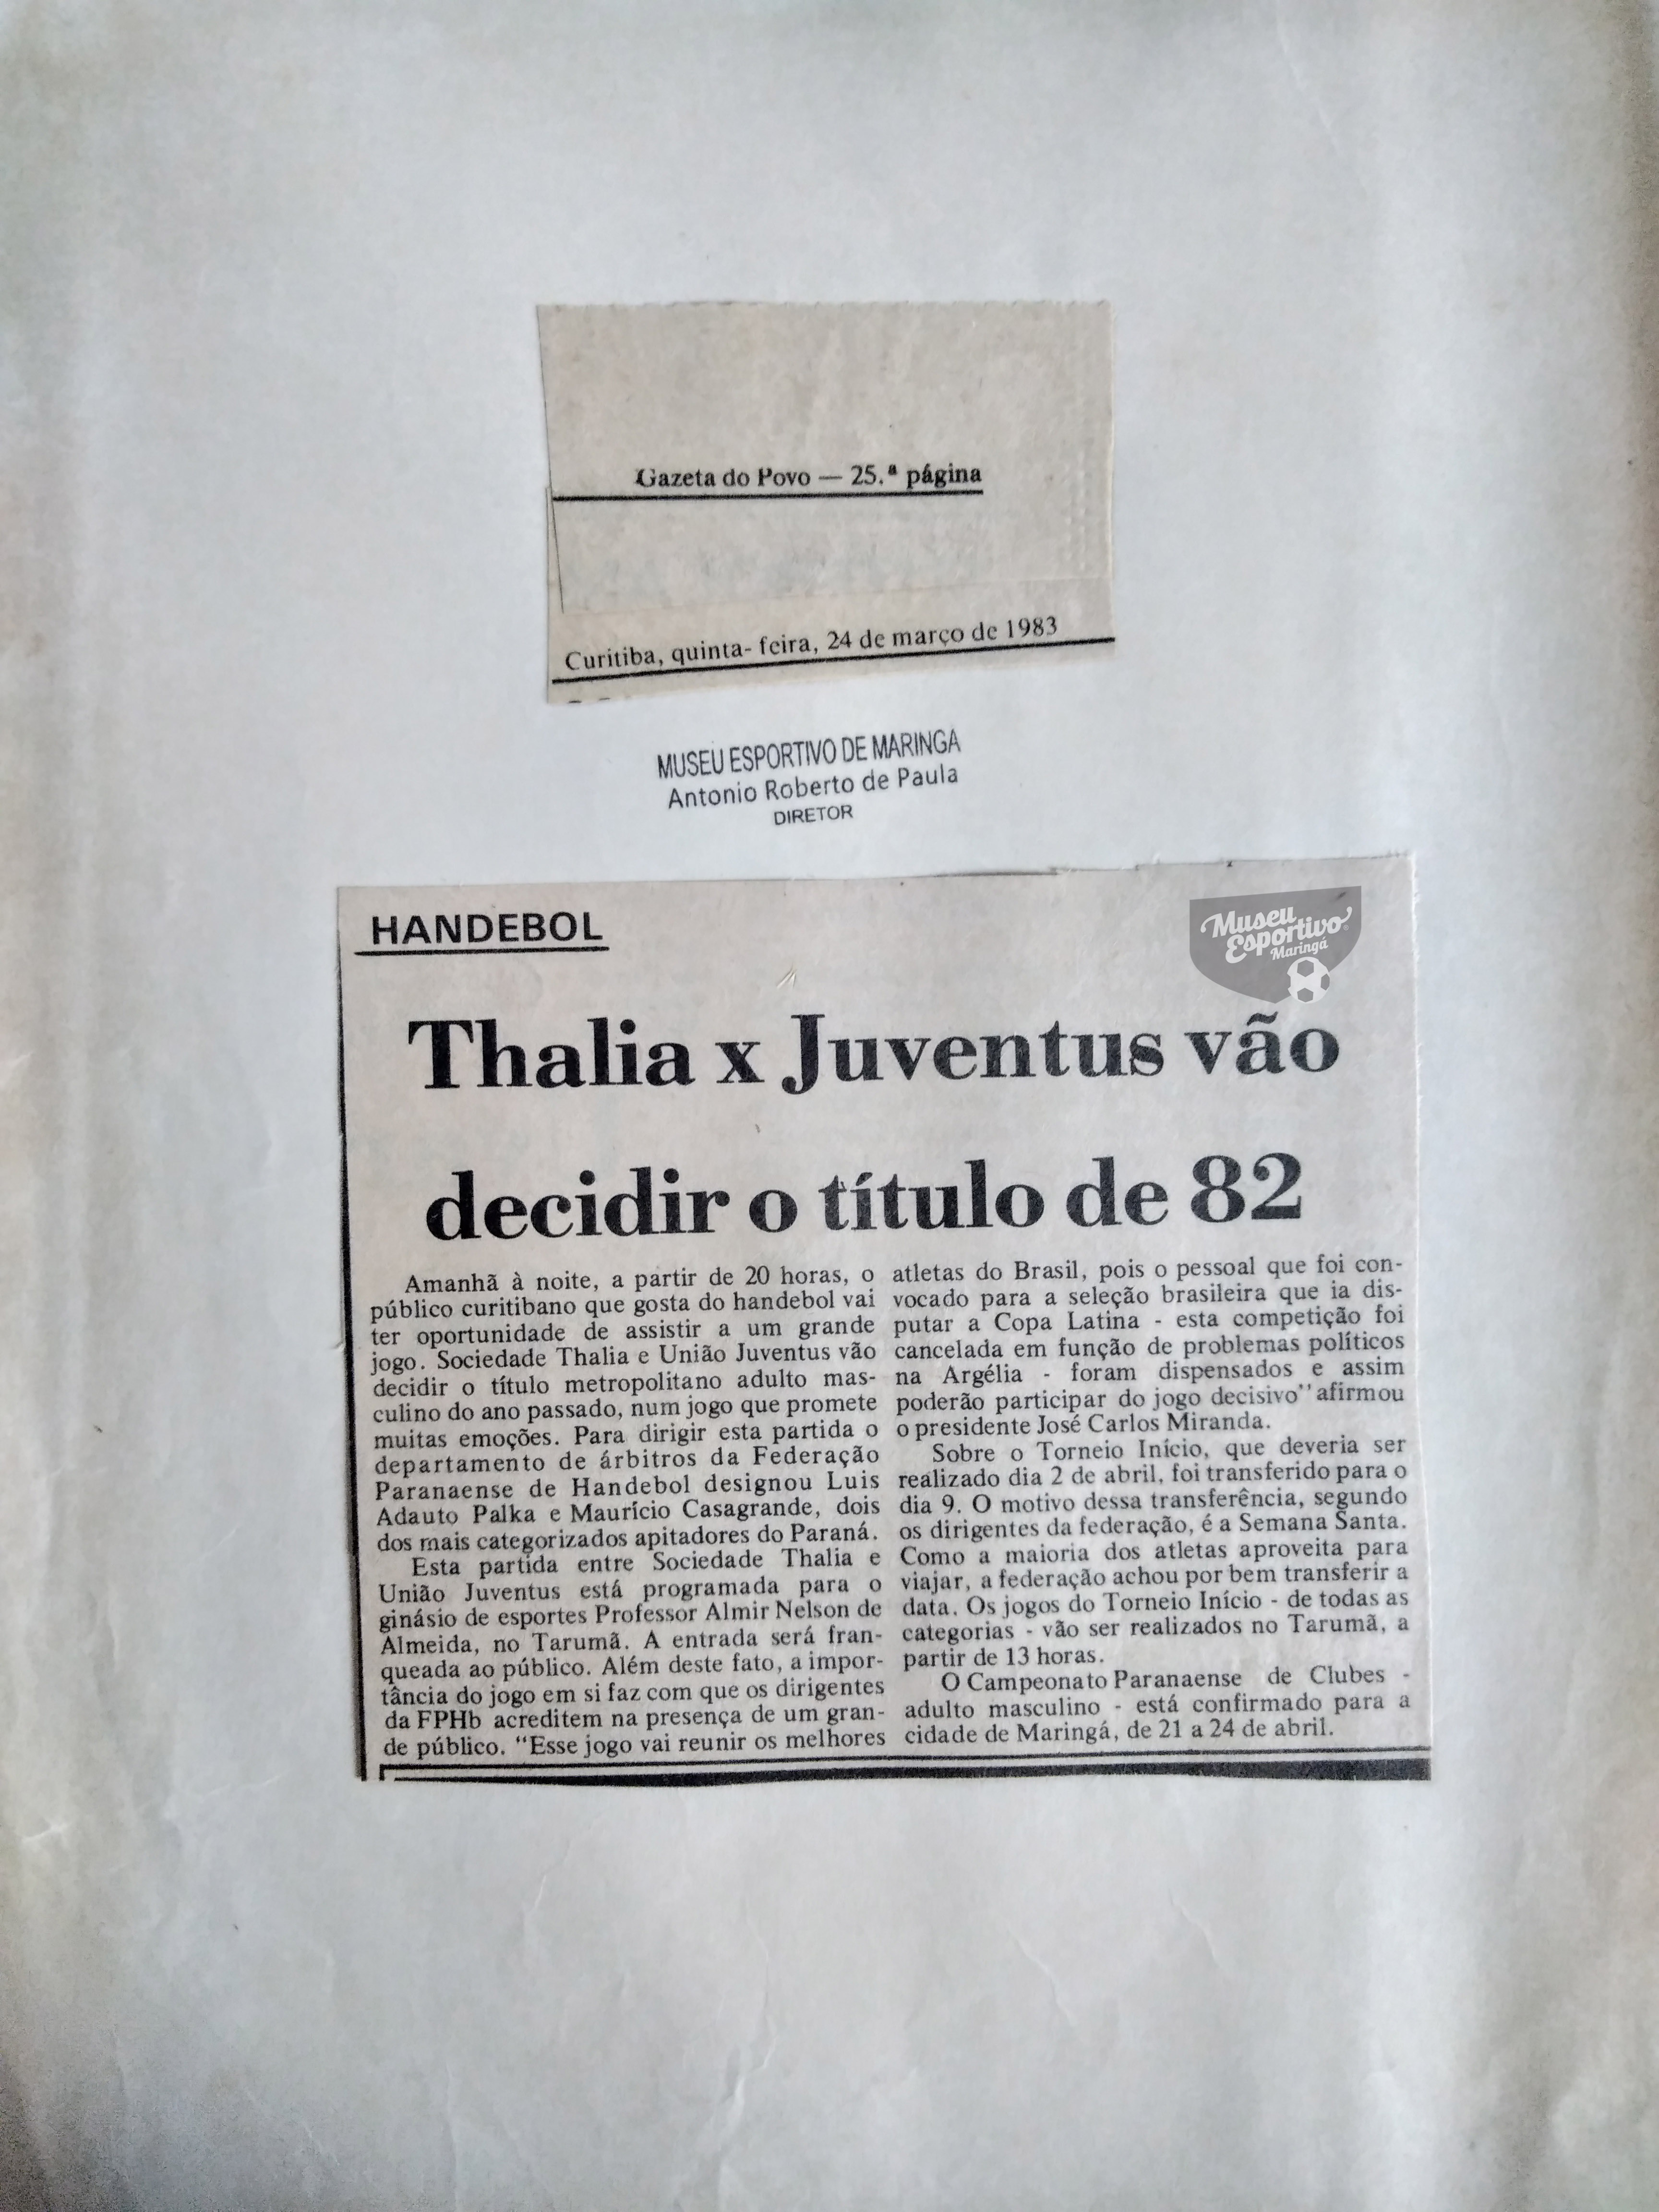 Gazeta do Povo — 25.ª página
Curitiba, quinta- feira, 24 de março de 1983
MUSEU ESPORTIVO DE MARINGA
Antonio Roberto de Paula
DIRETOR
HANDEBOL
Museu
Esportivo
Maringá
Thalia x Juventus vão
decidir o título de 82
Amanhã à noite, a partir de 20 horas, o
público curitibano que gosta do handebol vai
ter oportunidade de assistir a um grande
jogo. Sociedade Thalia e União Juventus vão
decidir o título metropolitano adulto mas-
culino do ano passado, num jogo que promete
muitas emoções. Para dirigir esta partida o
departamento de árbitros da Federação
Paranaense de Handebol designou Luis
Adauto Palka e Maurício Casagrande, dois
dos mais categorizados apitadores do Paraná.
Esta partida entre Sociedade Thalia e
União Juventus está programada para o
ginásio de esportes Professor Almir Nelson de
Almeida, no Tarumã. A entrada será fran-
queada ao público. Além deste fato, a impor-
tância do jogo em si faz com que os dirigentes
da FPHb acreditem na presença de um gran-
de público. "Esse jogo vai reunir os melhores
atletas do Brasil, pois o pessoal que foi con-
vocado para a seleção brasileira que ia dis-
putar a Copa Latina - esta competição foi
cancelada em função de problemas políticos
na Argélia - foram dispensados e assim
poderão participar do jogo decisivo" afirmou
o presidente José Carlos Miranda.
Sobre o Torneio Início, que deveria ser
realizado dia 2 de abril, foi transferido para o
dia 9. O motivo dessa transferência, segundo
os dirigentes da federação, é a Semana Santa.
Como a maioria dos atletas aproveita para
viajar, a federação achou por bem transferir a
data. Os jogos do Torneio Início - de todas as
categorias - vão ser realizados no Tarumã, a
partir de 13 horas.
O Campeonato Paranaense de Clubes -
adulto masculino - está confirmado para a
cidade de Maringá, de 21 a 24 de abril.